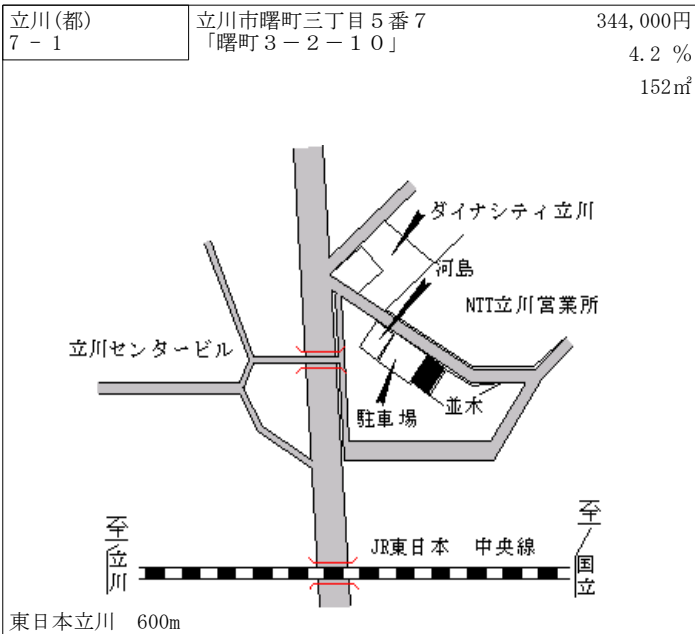 立川(都)
7 - 1
立川市曙町三丁目５番７
「曙町３－２－１０」
344,000円
4.2 %
152㎡
ダイナシティ立川
河島
NTT立川営業所
立川センタービル
駐車場
並木
至立川
JR東日本　中央線
至国立
東日本立川　600m